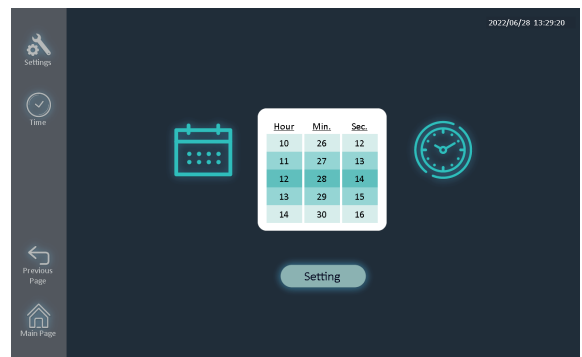 2022/06/28 13:29:20
Settings
Time
Hour Min. Sec.
10 26 12
11 27 13
12 28 14
13 29 15
14 30 16
Setting
Previous
Page
Main Page